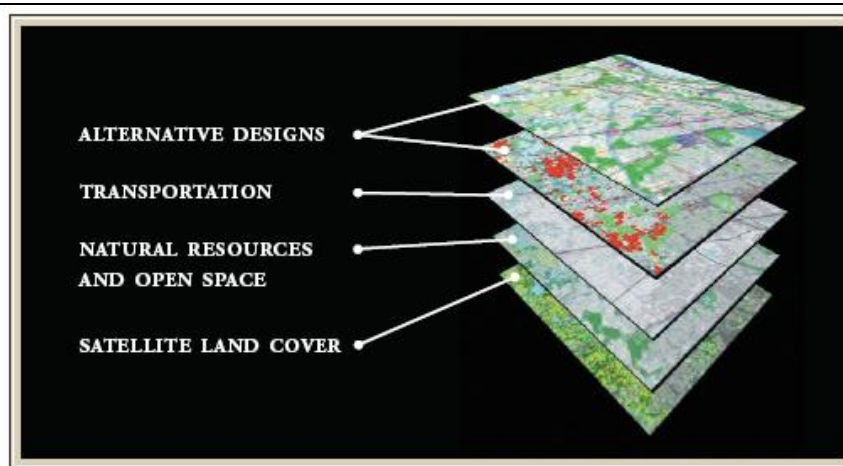 ALTERNATIVE DESIGNS
TRANSPORTATION
NATURAL RESOURCES
AND OPEN SPACE
SATELLITE LAND COVER